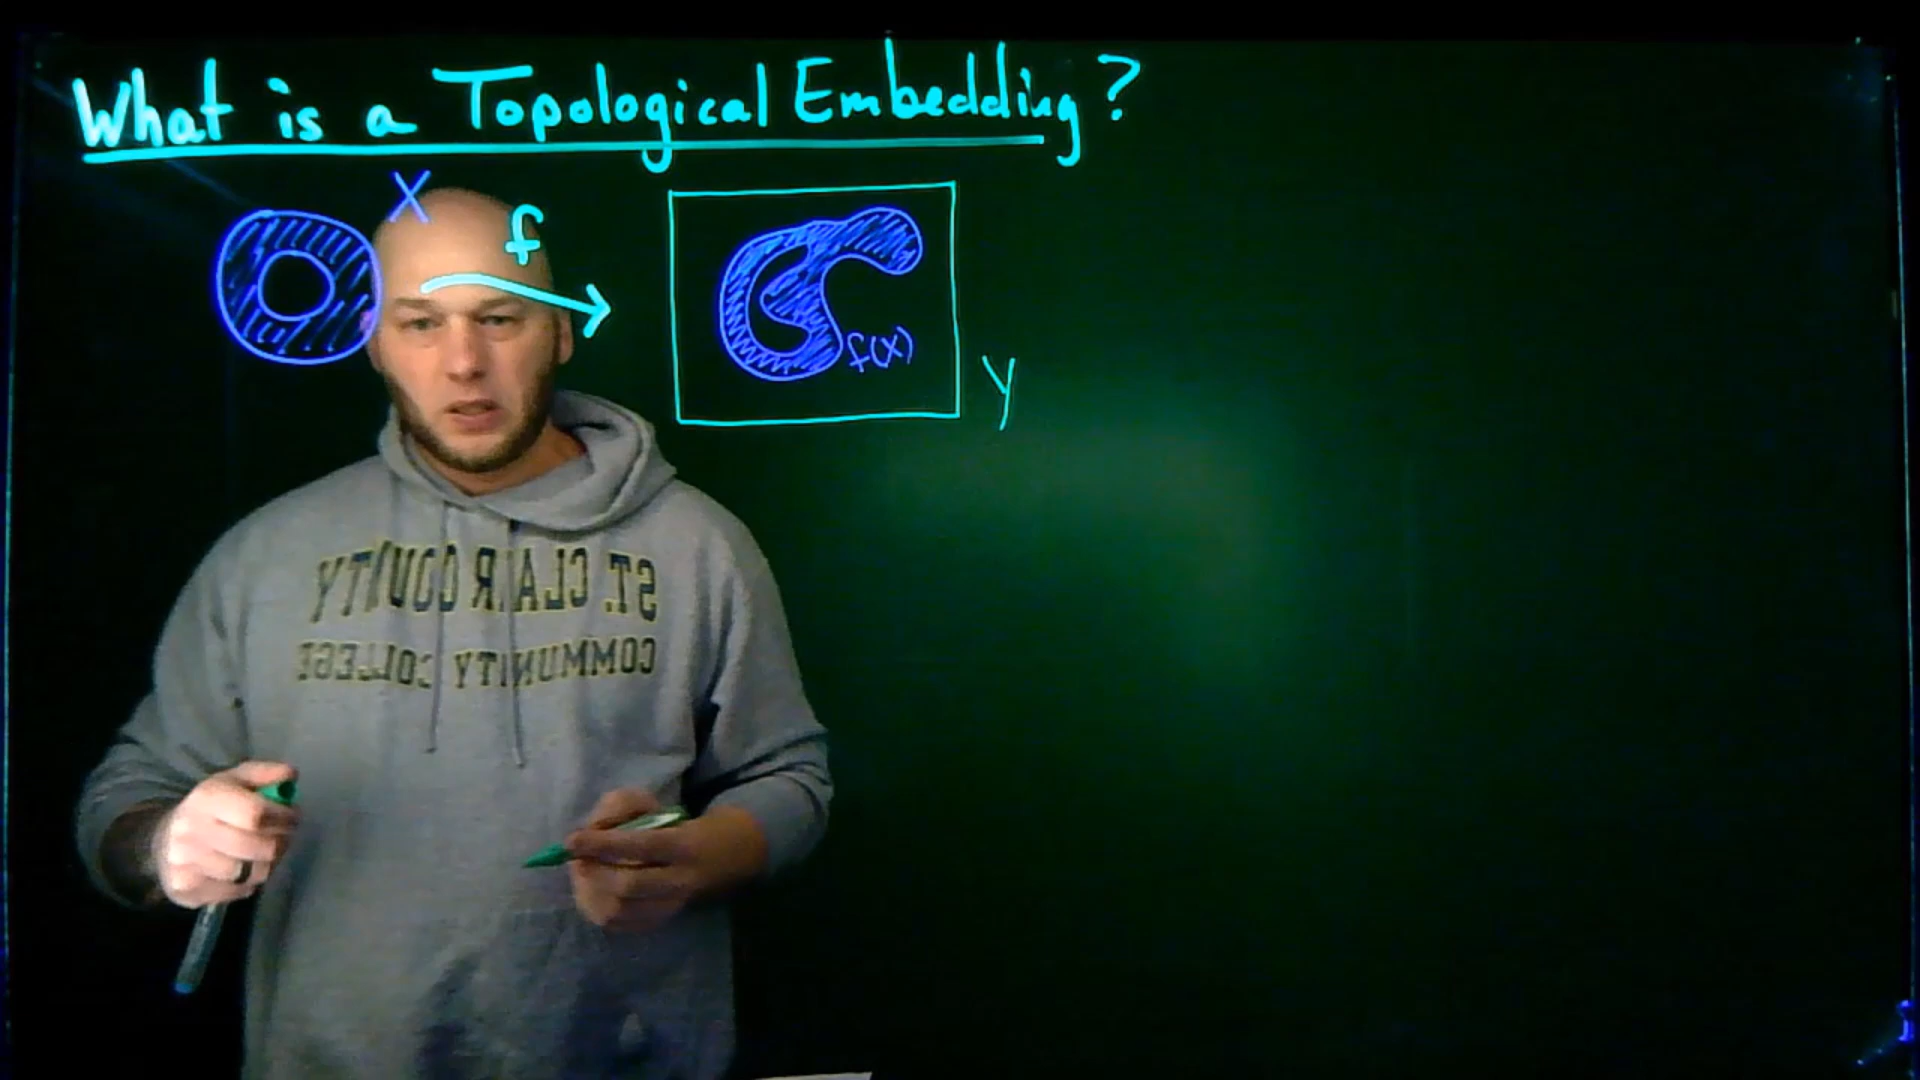 What is a Topological Embedding?
X
f
f(X)
Y
ST. CLAIR COUNTY
COMMUNITY COLLEGE